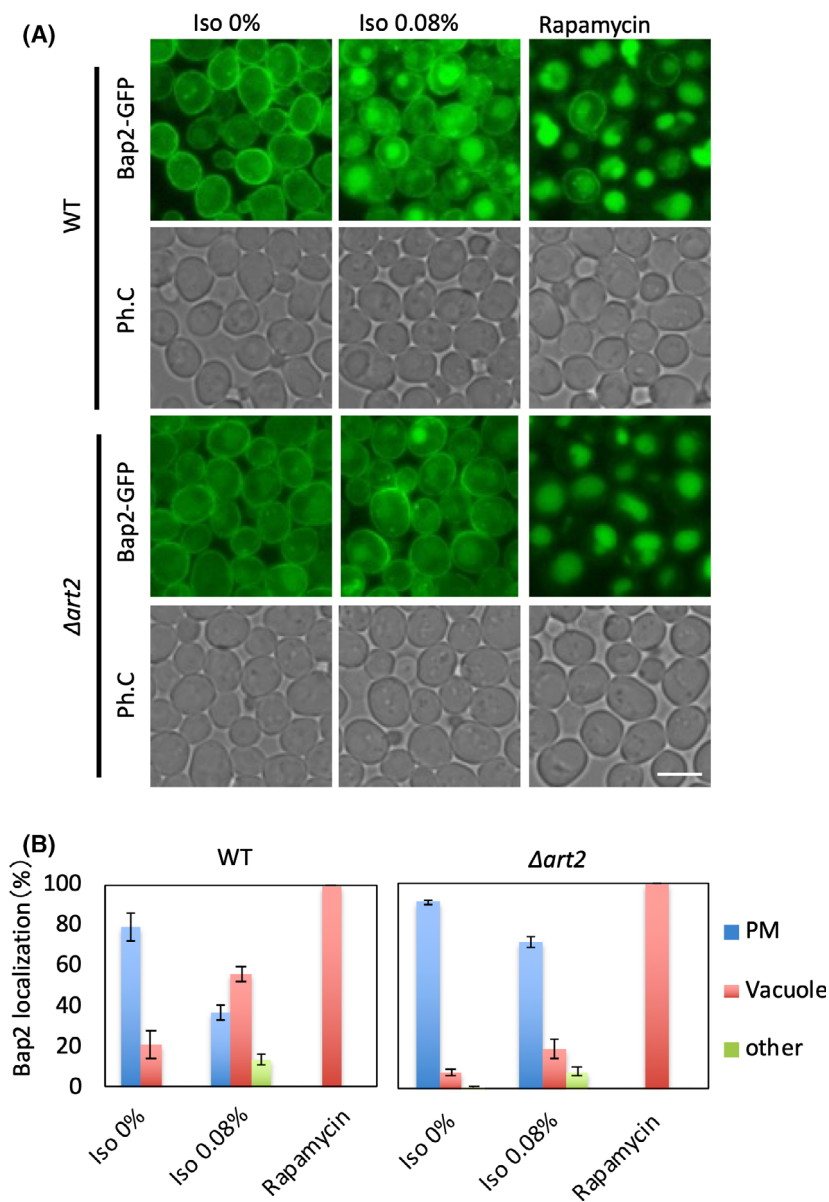 (A)
Iso 0%
Iso 0.08%
Rapamycin
WT
Bap2-GFP
Ph.C
Δart2
Bap2-GFP
Ph.C
(B)
WT
Δart2
Bap2 localization(%)
100
80
60
40
20
0
Iso 0%
Iso 0.08%
Rapamycin
Iso 0%
Iso 0.08%
Rapamycin
PM
Vacuole
other